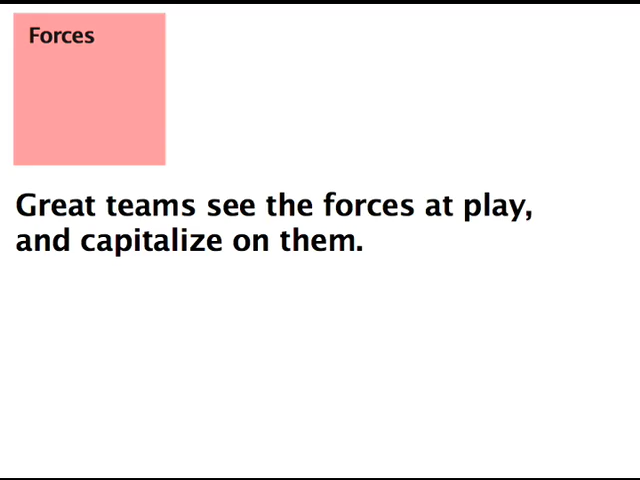 Forces
Great teams see the forces at play,
and capitalize on them.